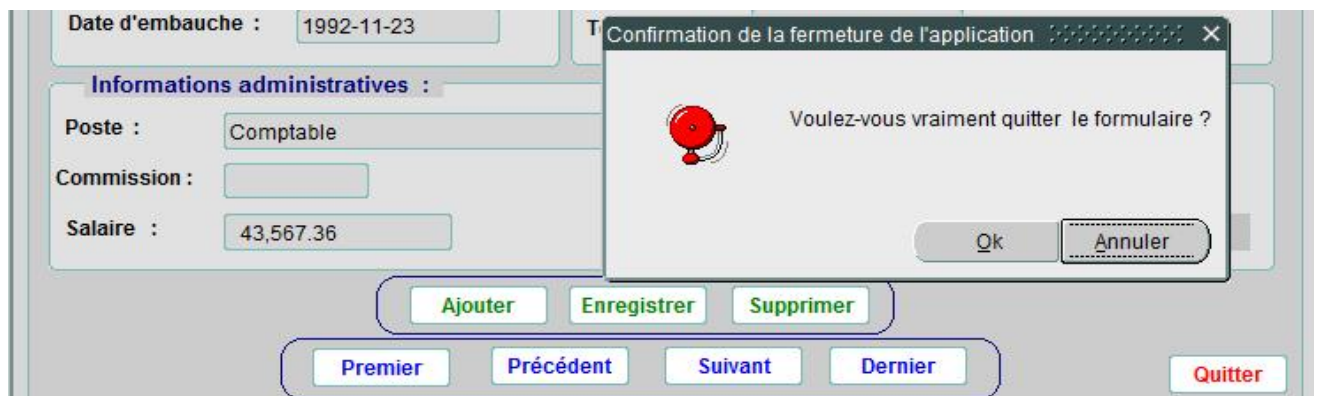 Date d'embauche : 1992-11-23
Confirmation de la fermeture de l'application
Informations administratives :
Voulez-vous vraiment quitter le formulaire ?
Poste : Comptable
Commission :
Salaire : 43,567.36
Ok Annuler
Ajouter Enregistrer Supprimer
Premier Précédent Suivant Dernier
Quitter